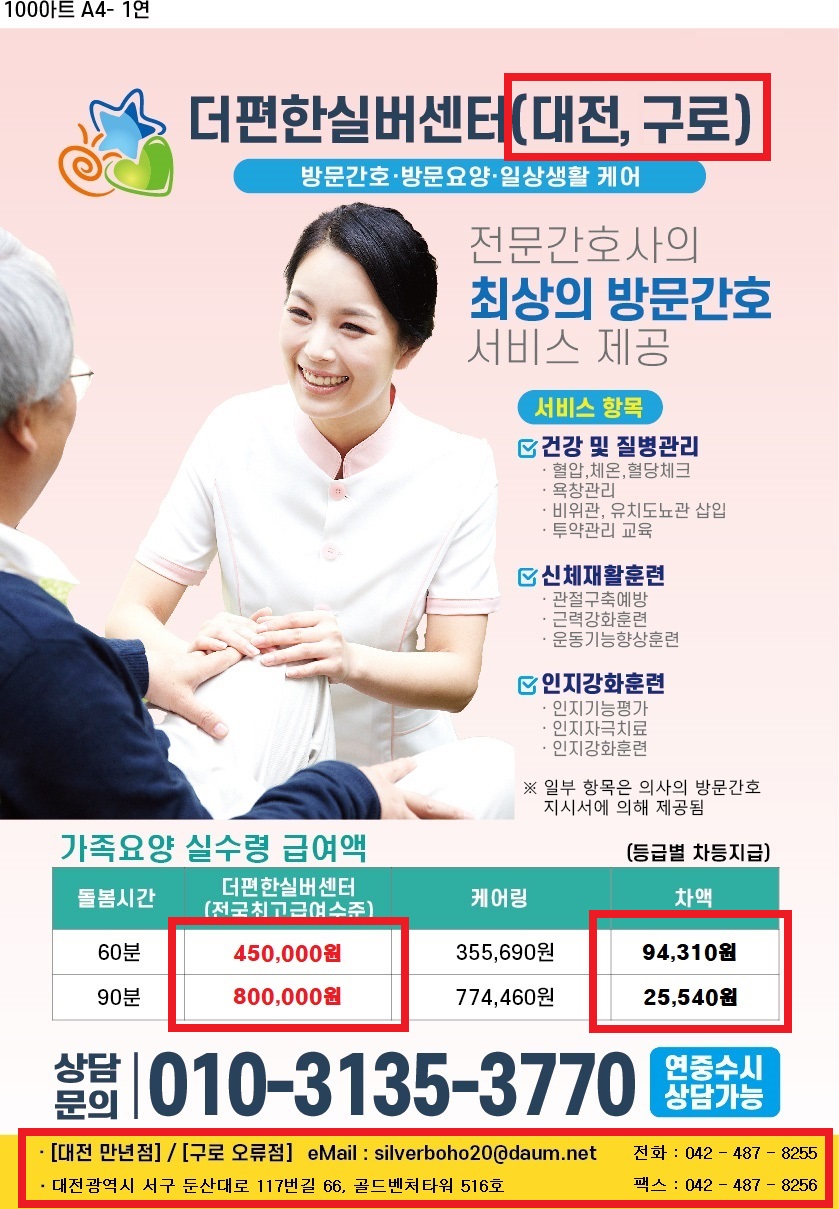 1000아트 A4- 1연
더편한실버센터(대전, 구로)
방문간호·방문요양·일상생활 케어
전문간호사의
최상의 방문간호
서비스 제공
서비스 항목
건강 및 질병관리
· 혈압,체온,혈당체크
· 욕창관리
· 비위관, 유치도뇨관 삽입
· 투약관리 교육
신체재활훈련
· 관절구축예방
· 근력강화훈련
· 운동기능향상훈련
인지강화훈련
· 인지기능평가
· 인지자극치료
· 인지강화훈련
※ 일부 항목은 의사의 방문간호
지시서에 의해 제공됨
가족요양 실수령 급여액 (등급별 차등지급)
돌봄시간 더편한실버센터 (전국최고급여수준) 케어링 차액
60분 450,000원 355,690원 94,310원
90분 800,000원 774,460원 25,540원
상담 문의 010-3135-3770 연중수시 상담가능
· [대전 만년점] / [구로 오류점] eMail : silverboho20@daum.net 전화 : 042 - 487 - 8255
· 대전광역시 서구 둔산대로 117번길 66, 골드벤처타워 516호 팩스 : 042 - 487 - 8256